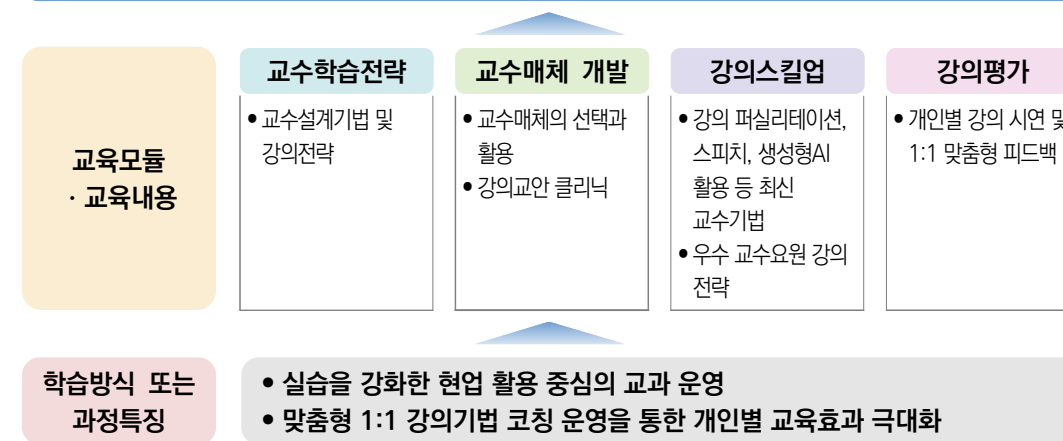 교육모듈
· 교육내용
교수학습전략
• 교수설계기법 및
강의전략
교수매체 개발
• 교수매체의 선택과
활용
• 강의교안 클리닉
강의스킬업
• 강의 퍼실리테이션,
스피치, 생성형AI
활용 등 최신
교수기법
• 우수 교수요원 강의
전략
강의평가
• 개인별 강의 시연 및
1:1 맞춤형 피드백
학습방식 또는
과정특징
• 실습을 강화한 현업 활용 중심의 교과 운영
• 맞춤형 1:1 강의기법 코칭 운영을 통한 개인별 교육효과 극대화